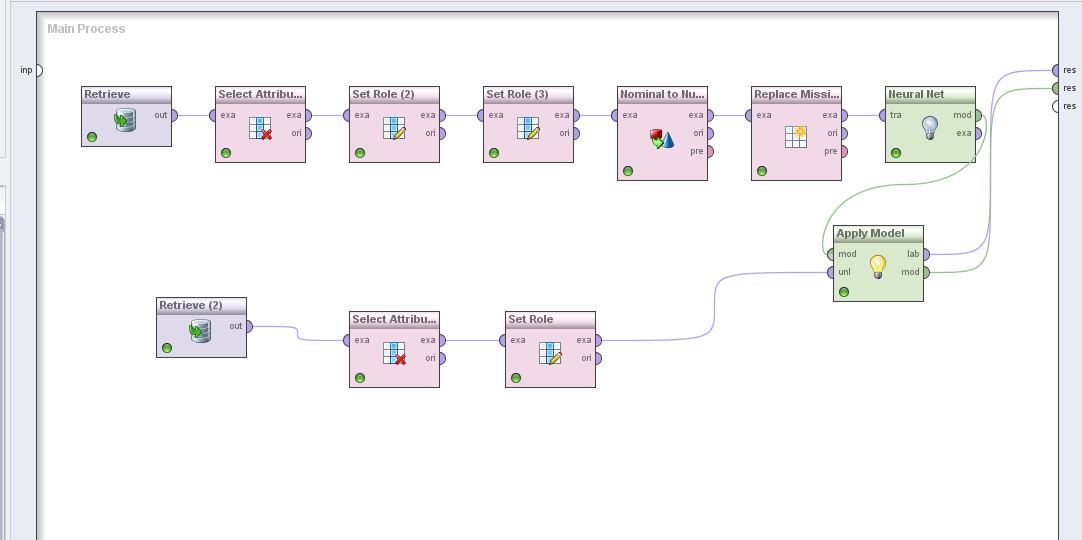 Main Process
inp
res
res
res
Retrieve
out
Select Attribu...
exa exa
ori
Set Role (2)
exa exa
ori
Set Role (3)
exa exa
ori
Nominal to Nu...
exa exa
ori
pre
Replace Missi...
exa exa
ori
pre
Neural Net
tra mod
exa
Apply Model
mod lab
unl mod
Retrieve (2)
out
Select Attribu...
exa exa
ori
Set Role
exa exa
ori